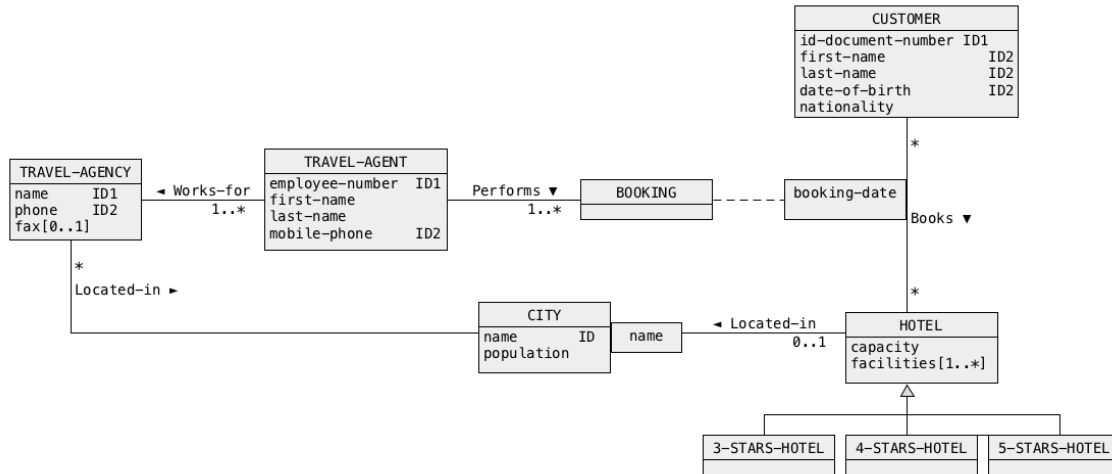 CUSTOMER
id-document-number ID1
first-name ID2
last-name ID2
date-of-birth ID2
nationality
*
TRAVEL-AGENCY
name ID1
phone ID2
fax[0..1]
◄ Works-for
1..*
TRAVEL-AGENT
employee-number ID1
first-name
last-name
mobile-phone ID2
Performs ▼
1..*
BOOKING
booking-date
Books ▼
*
*
Located-in ►
CITY
name ID
population
name
◄ Located-in
0..1
HOTEL
capacity
facilities[1..*]
3-STARS-HOTEL
4-STARS-HOTEL
5-STARS-HOTEL